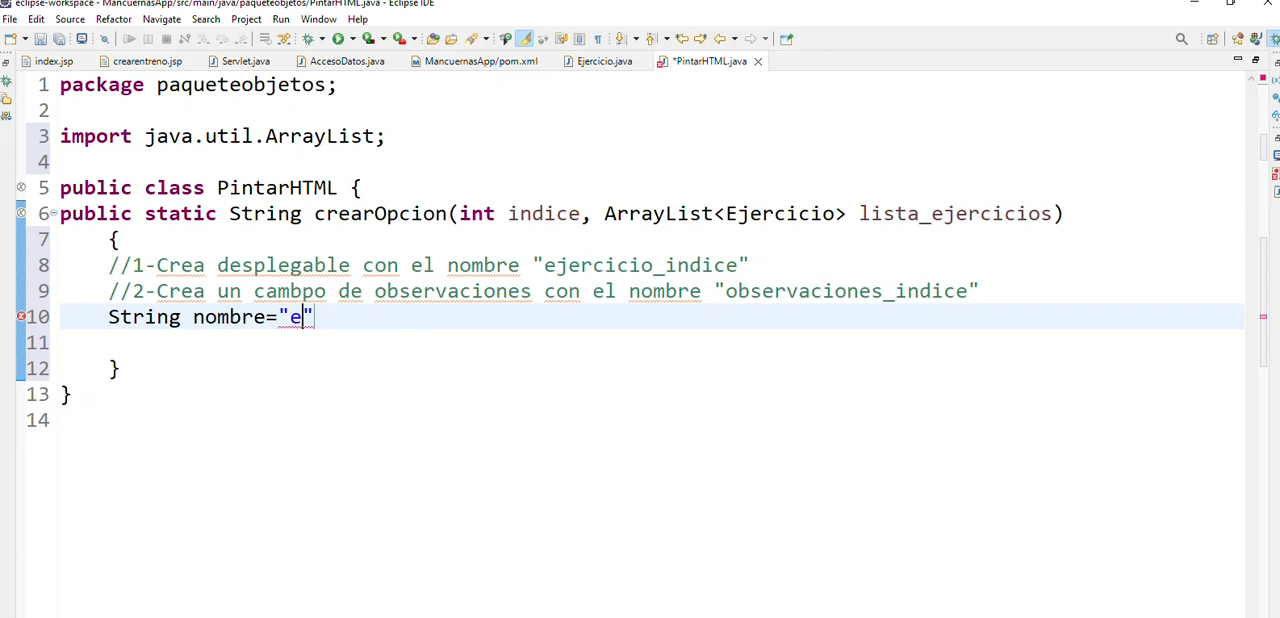 eclipse-workspace - MancuernasApp/src/main/java/paqueteobjetos/PintarHTML.java - Eclipse IDE
File Edit Source Refactor Navigate Search Project Run Window Help
index.jsp crearentreno.jsp Servlet.java AccesoDatos.java MancuernasApp/pom.xml Ejercicio.java *PintarHTML.java
1 package paqueteobjetos;
2
3 import java.util.ArrayList;
4
5 public class PintarHTML {
6 public static String crearOpcion(int indice, ArrayList<Ejercicio> lista_ejercicios)
7 {
8 //1-Crea desplegable con el nombre "ejercicio_indice"
9 //2-Crea un cambpo de observaciones con el nombre "observaciones_indice"
10 String nombre="e"
11
12 }
13 }
14